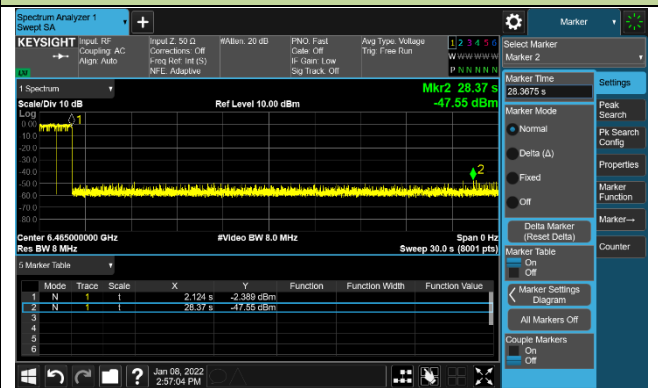 Spectrum Analyzer 1
Swept SA
Marker
KEYSIGHT Input: RF Input Z: 50 Ω #Atten: 20 dB PNO: Fast Avg Type: Voltage 1 2 3 4 5 6
Coupling: AC Corrections: Off Gate: Off Trig: Free Run W W W W W W
Align: Auto Freq Ref: Int (S) IF Gain: Low P N N N N N
NFE: Adaptive Sig Track: Off
LXI
Select Marker
Marker 2
1 Spectrum
Mkr2 28.37 s
Scale/Div 10 dB Ref Level 10.00 dBm -47.55 dBm
Log
0.00
-10.0
-20.0
-30.0
-40.0
-50.0
-60.0
-70.0
-80.0
1
2
Center 6.465000000 GHz #Video BW 8.0 MHz Span 0 Hz
Res BW 8 MHz Sweep 30.0 s (8001 pts)
5 Marker Table
Mode Trace Scale X Y Function Function Width Function Value
1 N 1 t 2.124 s -2.389 dBm
2 N 1 t 28.37 s -47.55 dBm
3
4
5
6
Marker Time
28.3675 s
Marker Mode
Normal
Delta (Δ)
Fixed
Off
Delta Marker
(Reset Delta)
Marker Table
On
Off
Marker Settings
Diagram
All Markers Off
Couple Markers
On
Off
Settings
Peak
Search
Pk Search
Config
Properties
Marker
Function
Marker→
Counter
?
Jan 08, 2022
2:57:04 PM